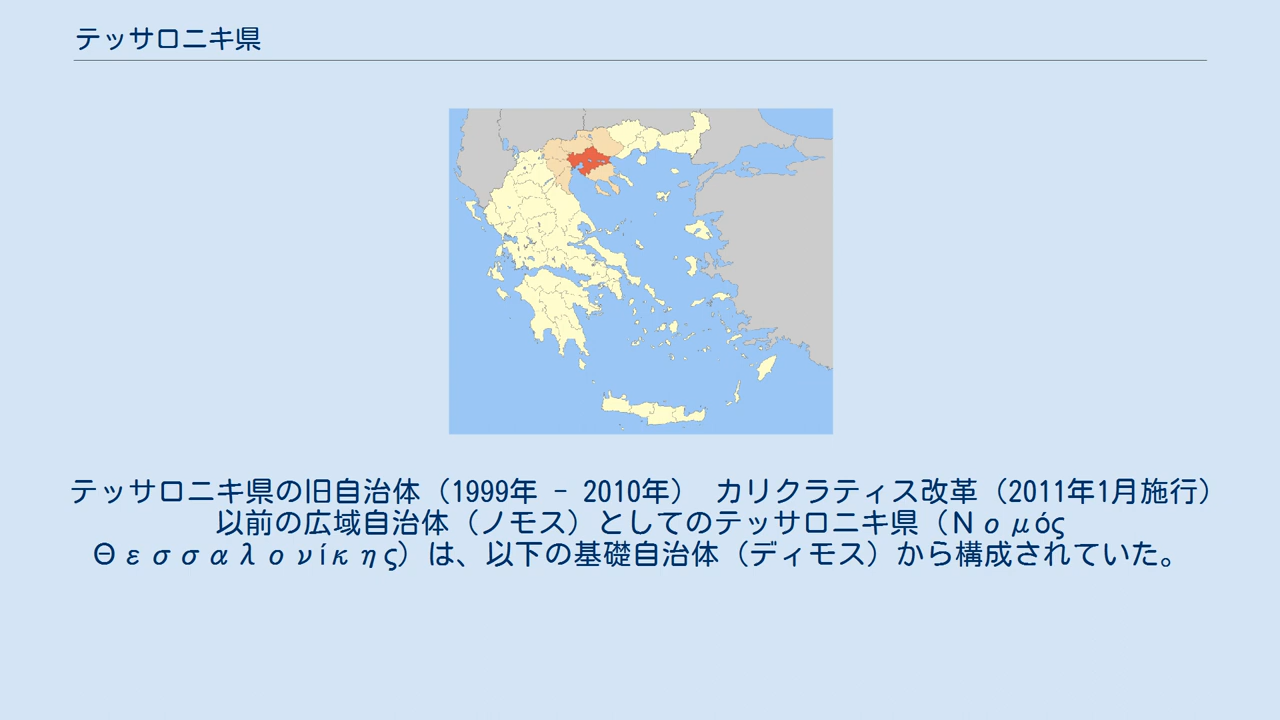 テッサロニキ県
テッサロニキ県の旧自治体（1999年 - 2010年） カリクラティス改革（2011年1月施行）
以前の広域自治体（ノモス）としてのテッサロニキ県（Νομός
Θεσσαλονίκης）は、以下の基礎自治体（ディモス）から構成されていた。